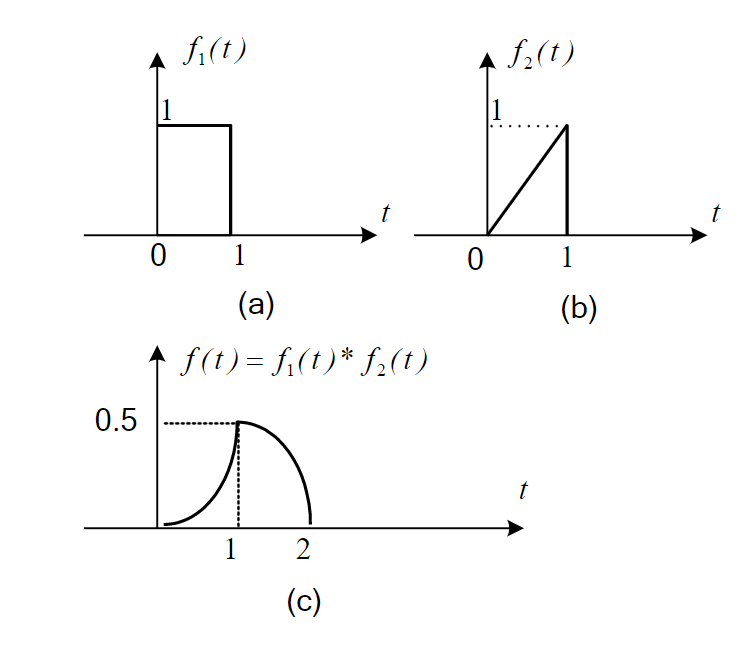 f₁(t)
1
t
0
1
(a)
f₂(t)
1
t
0
1
(b)
f(t) = f₁(t) * f₂(t)
0.5
t
1
2
(c)